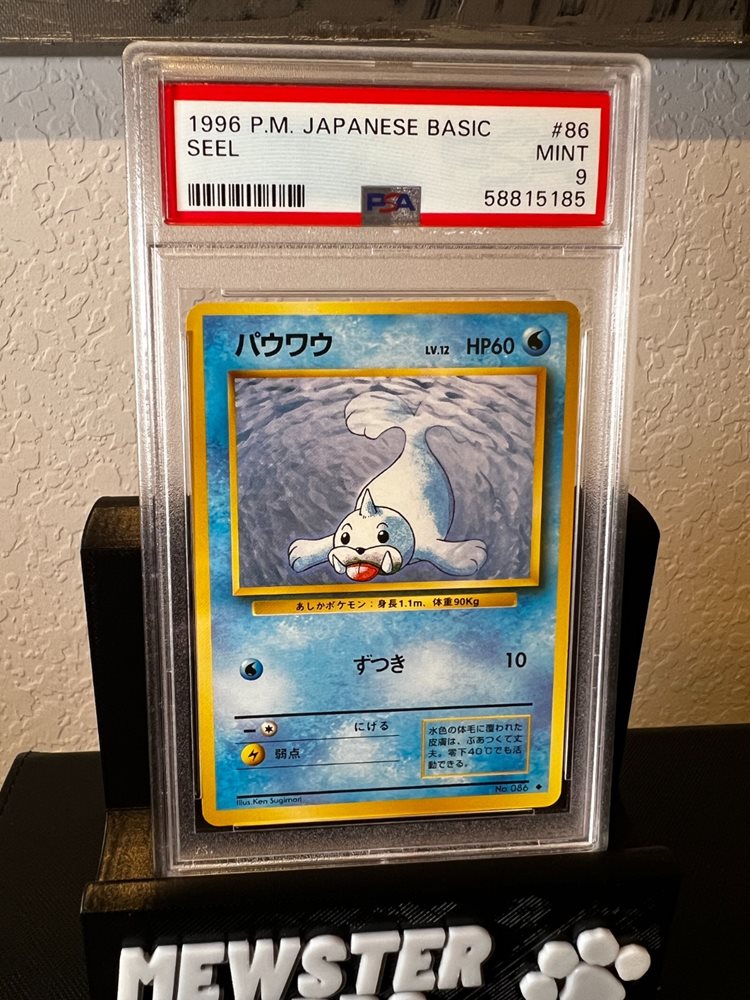 1996 P.M. JAPANESE BASIC #86
SEEL MINT
9
PSA 58815185
パウワウ LV.12 HP60
あしかポケモン：身長1.1m、体重90Kg
ずつき 10
にげる
弱点
水色の体毛に覆われた
皮膚は、ぶあつくて丈
夫。零下40℃でも活
動できる。
Illus. Ken Sugimori No.086
MEWSTER